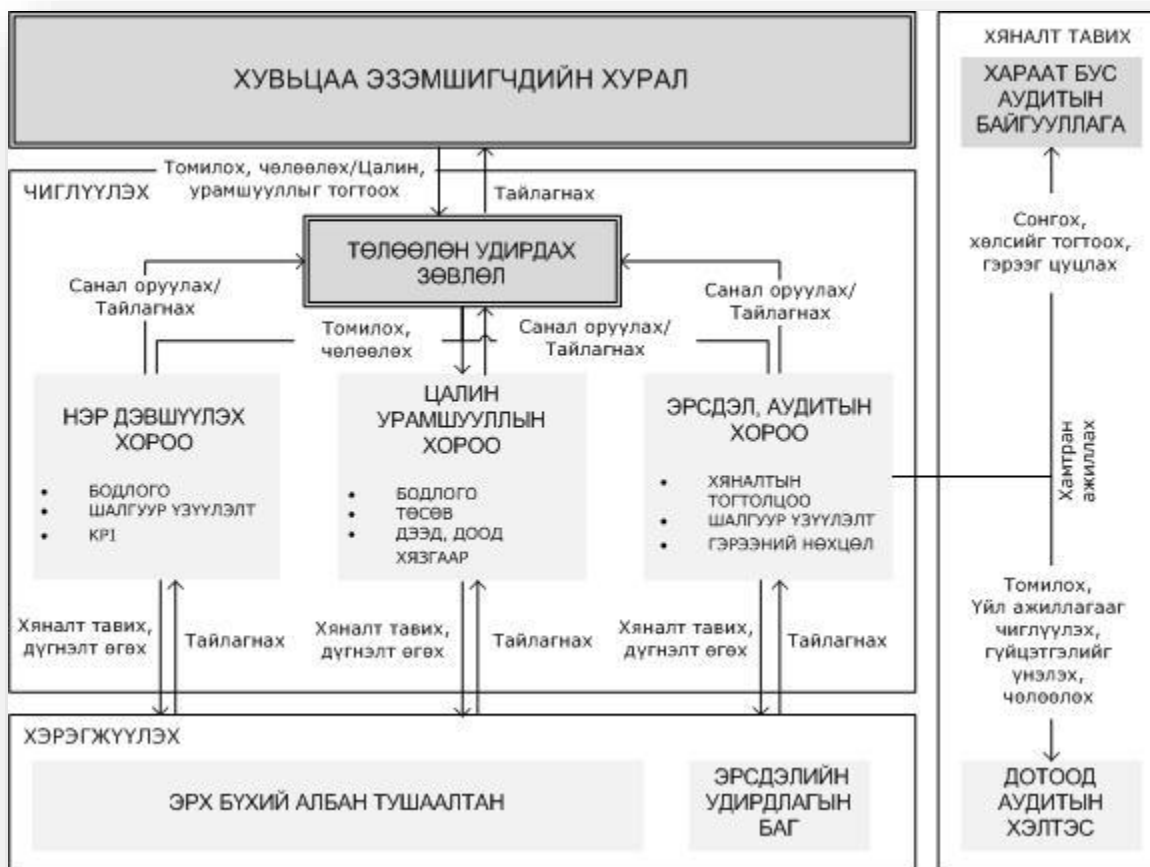 ХУВЬЦАА ЭЗЭМШИГЧДИЙН ХУРАЛ
Томилох, чөлөөлөх/Цалин,
урамшууллыг тогтоох
Тайлагнах
ЧИГЛҮҮЛЭХ
ТӨЛӨӨЛӨН УДИРДАХ
ЗӨВЛӨЛ
Санал оруулах/
Тайлагнах
Томилох,
чөлөөлөх
Санал оруулах/
Тайлагнах
Санал оруулах/
Тайлагнах
НЭР ДЭВШҮҮЛЭХ
ХОРОО
• БОДЛОГО
• ШАЛГУУР ҮЗҮҮЛЭЛТ
• KPI
ЦАЛИН
УРАМШУУЛЛЫН
ХОРОО
• БОДЛОГО
• ТӨСӨВ
• ДЭЭД, ДООД
ХЯЗГААР
ЭРСДЭЛ, АУДИТЫН
ХОРОО
• ХЯНАЛТЫН
ТОГТОЛЦОО
• ШАЛГУУР ҮЗҮҮЛЭЛТ
• ГЭРЭЭНИЙ НӨХЦӨЛ
Хяналт тавих,
дүгнэлт өгөх
Тайлагнах
Хяналт тавих,
дүгнэлт өгөх
Тайлагнах
Хяналт тавих,
дүгнэлт өгөх
Тайлагнах
ХЭРЭГЖҮҮЛЭХ
ЭРХ БҮХИЙ АЛБАН ТУШААЛТАН
ЭРСДЭЛИЙН
УДИРДЛАГЫН
БАГ
ХЯНАЛТ ТАВИХ
ХАРААТ БУС
АУДИТЫН
БАЙГУУЛЛАГА
Сонгох,
хөлсийг тогтоох,
гэрээг цуцлах
Хамтран
ажиллах
Томилох,
Үйл ажиллагааг
чиглүүлэх,
гүйцэтгэлийг
үнэлэх,
чөлөөлөх
ДОТООД
АУДИТЫН
ХЭЛТЭС